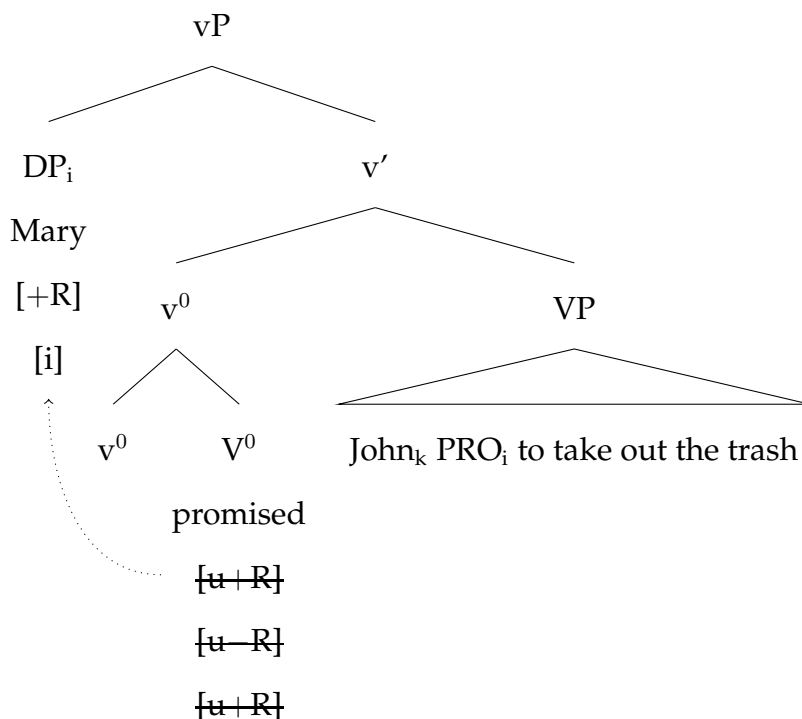 vP
DPᵢ v′
Mary
[+R] v⁰ VP
[i]
v⁰ V⁰ Johnₖ PROᵢ to take out the trash
promised
[u+R]
[u−R]
[u+R]